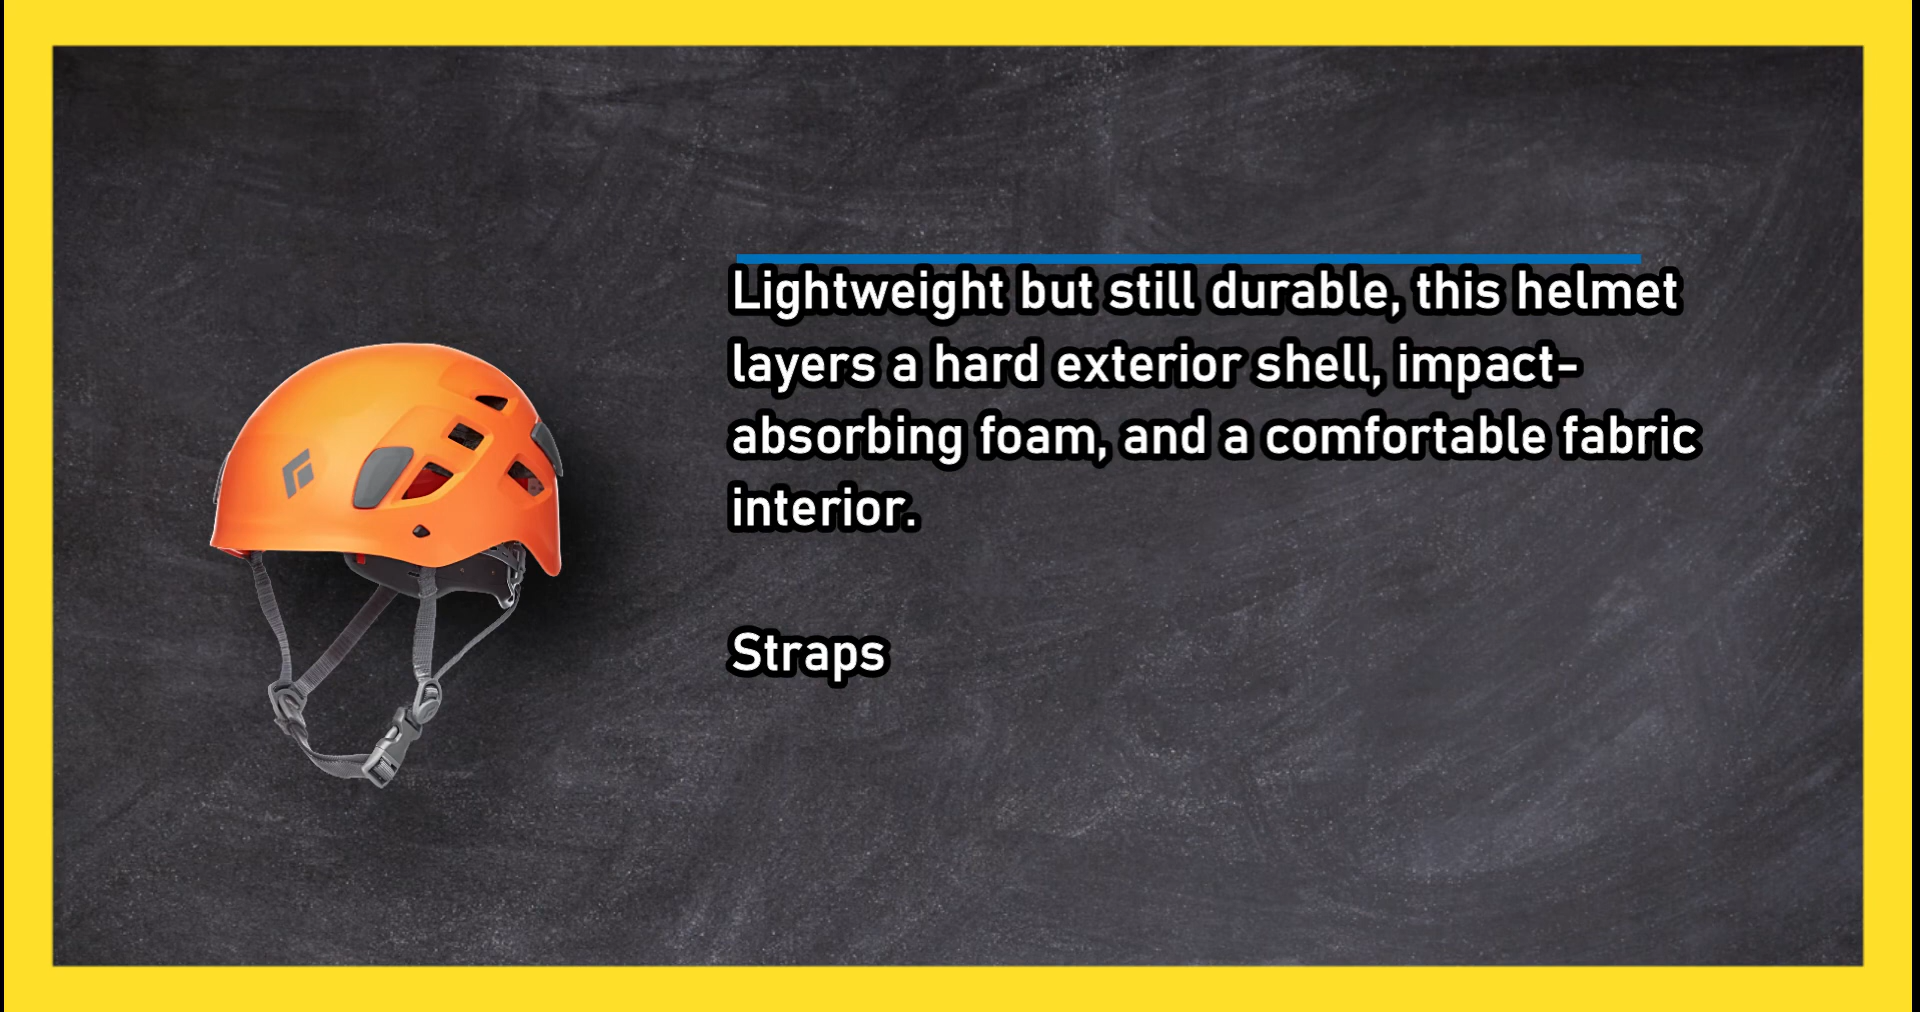 Lightweight but still durable, this helmet
layers a hard exterior shell, impact-
absorbing foam, and a comfortable fabric
interior.
Straps